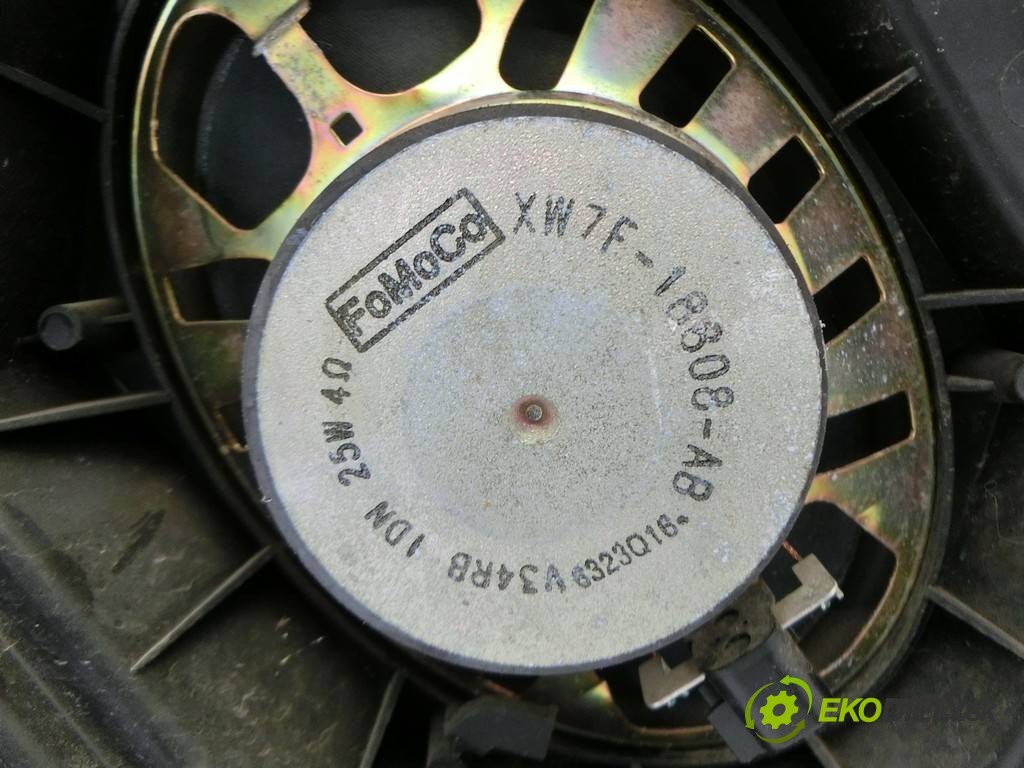 FoMoCo
XW7F-18808-AB
25W 4Ω
V34RB 1DN
6323Q16
EKO